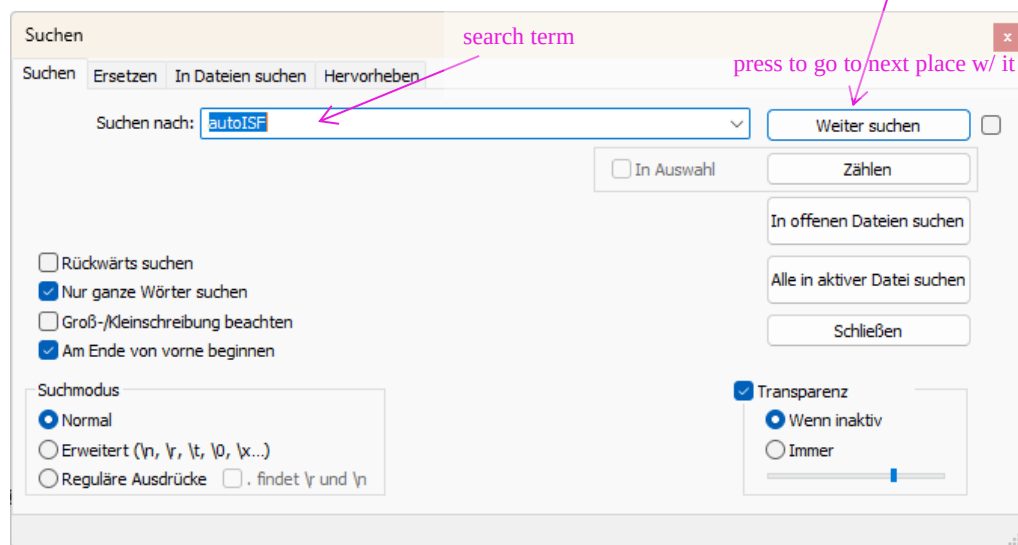 Suchen
search term
x
Suchen Ersetzen In Dateien suchen Hervorheben
press to go to next place w/ it
Suchen nach: autoISF
Weiter suchen
In Auswahl
Zählen
In offenen Dateien suchen
Rückwärts suchen
Alle in aktiver Datei suchen
Nur ganze Wörter suchen
Groß-/Kleinschreibung beachten
Schließen
Am Ende von vorne beginnen
Suchmodus
Normal
Erweitert (\n, \r, \t, \0, \x...)
Reguläre Ausdrücke . findet \r und \n
Transparenz
Wenn inaktiv
Immer